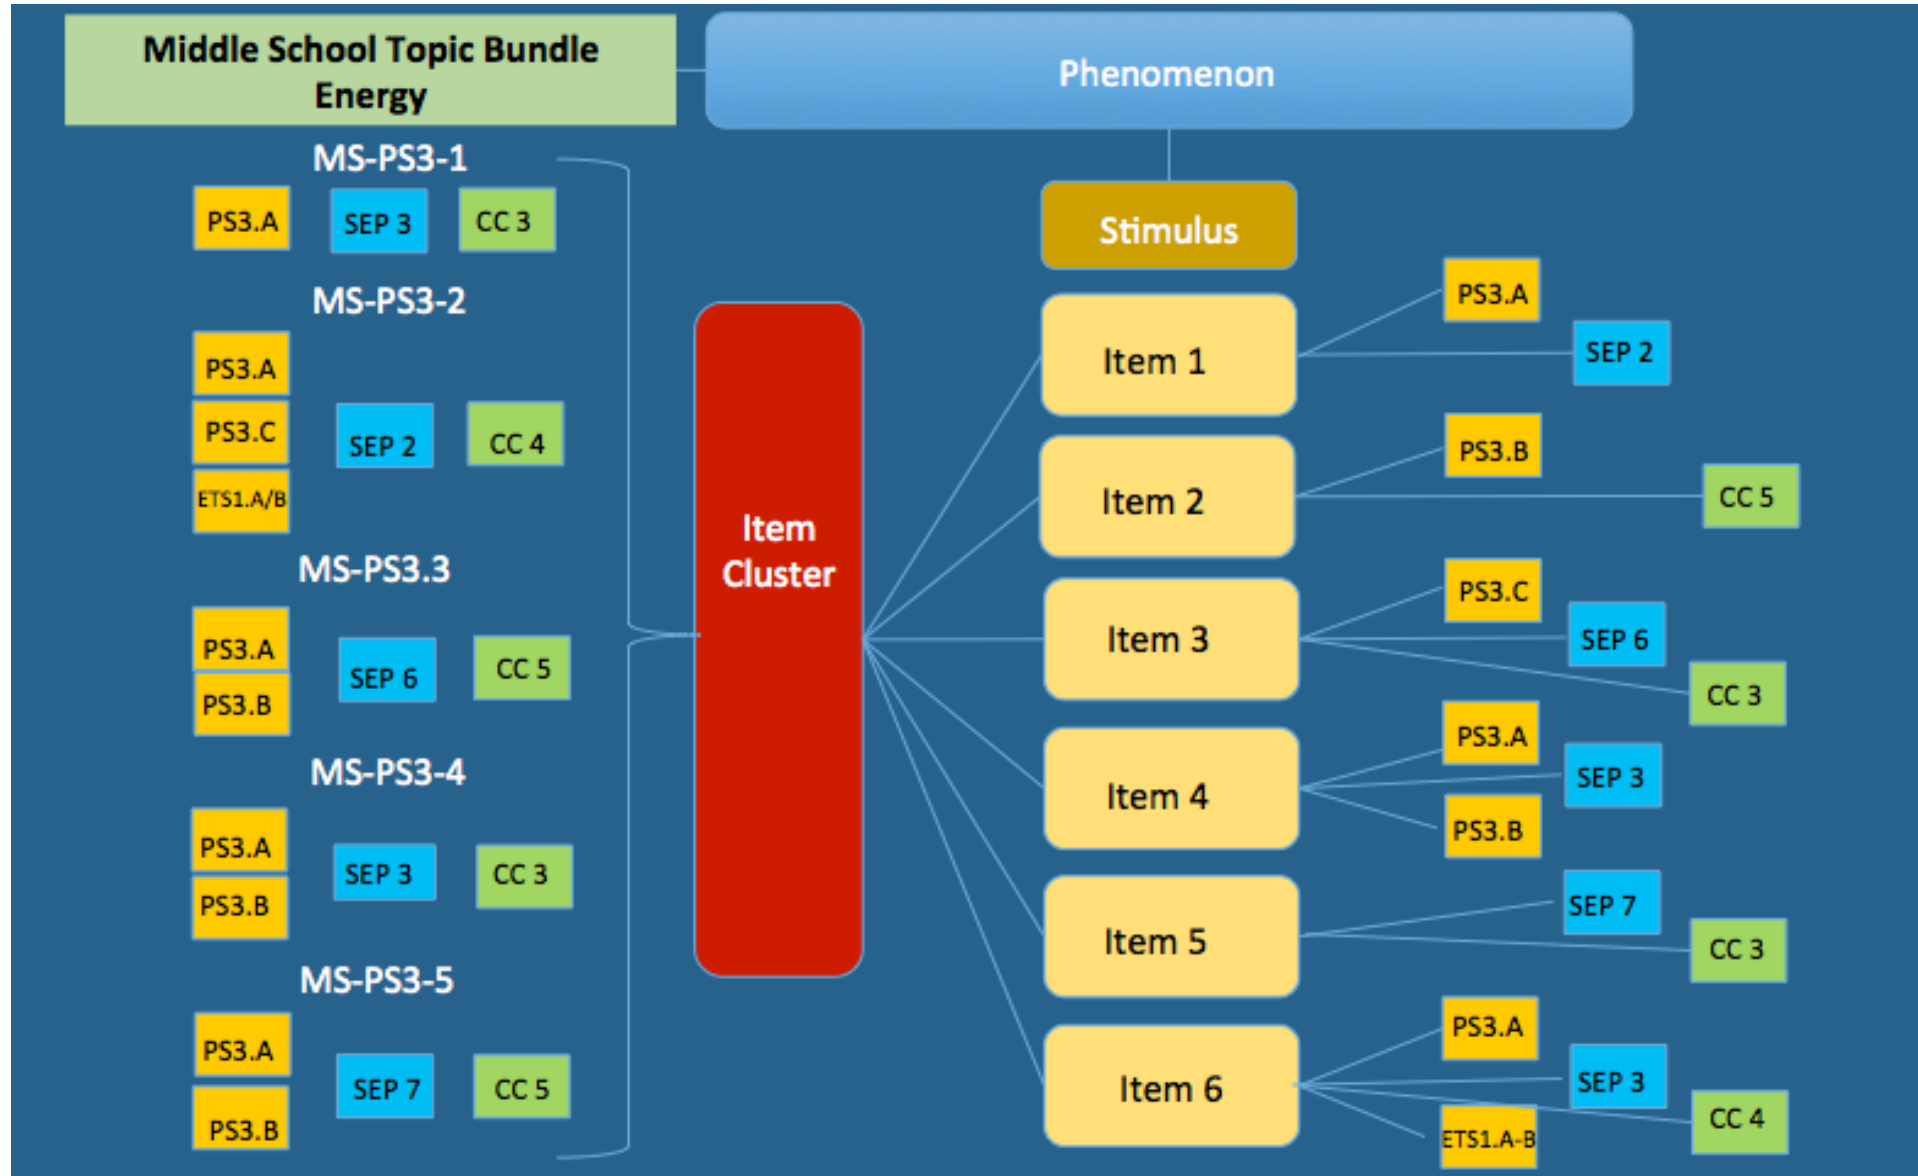 Middle School Topic Bundle
Energy
Phenomenon
MS-PS3-1
PS3.A
SEP 3
CC 3
MS-PS3-2
PS3.A
PS3.C
ETS1.A/B
SEP 2
CC 4
MS-PS3.3
PS3.A
PS3.B
SEP 6
CC 5
MS-PS3-4
PS3.A
PS3.B
SEP 3
CC 3
MS-PS3-5
PS3.A
PS3.B
SEP 7
CC 5
Item
Cluster
Stimulus
Item 1
PS3.A
SEP 2
Item 2
PS3.B
CC 5
Item 3
PS3.C
SEP 6
CC 3
Item 4
PS3.A
SEP 3
PS3.B
Item 5
SEP 7
CC 3
Item 6
PS3.A
SEP 3
CC 4
ETS1.A-B